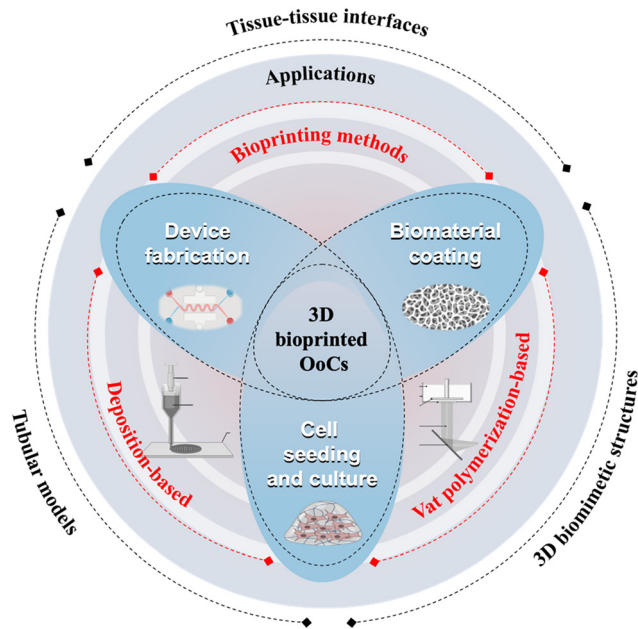 Tissue-tissue interfaces
Applications
Bioprinting methods
Device
fabrication
Biomaterial
coating
3D
bioprinted
OoCs
Deposition-based
Vat polymerization-based
Cell
seeding
and culture
Tubular models
3D biomimetic structures